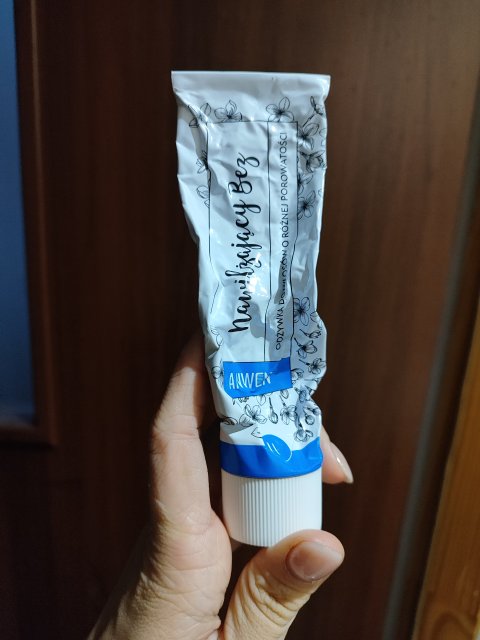 Nawilżający Bez
ODŻYWKA DO WŁOSÓW O RÓŻNEJ POROWATOŚCI
ANWEN